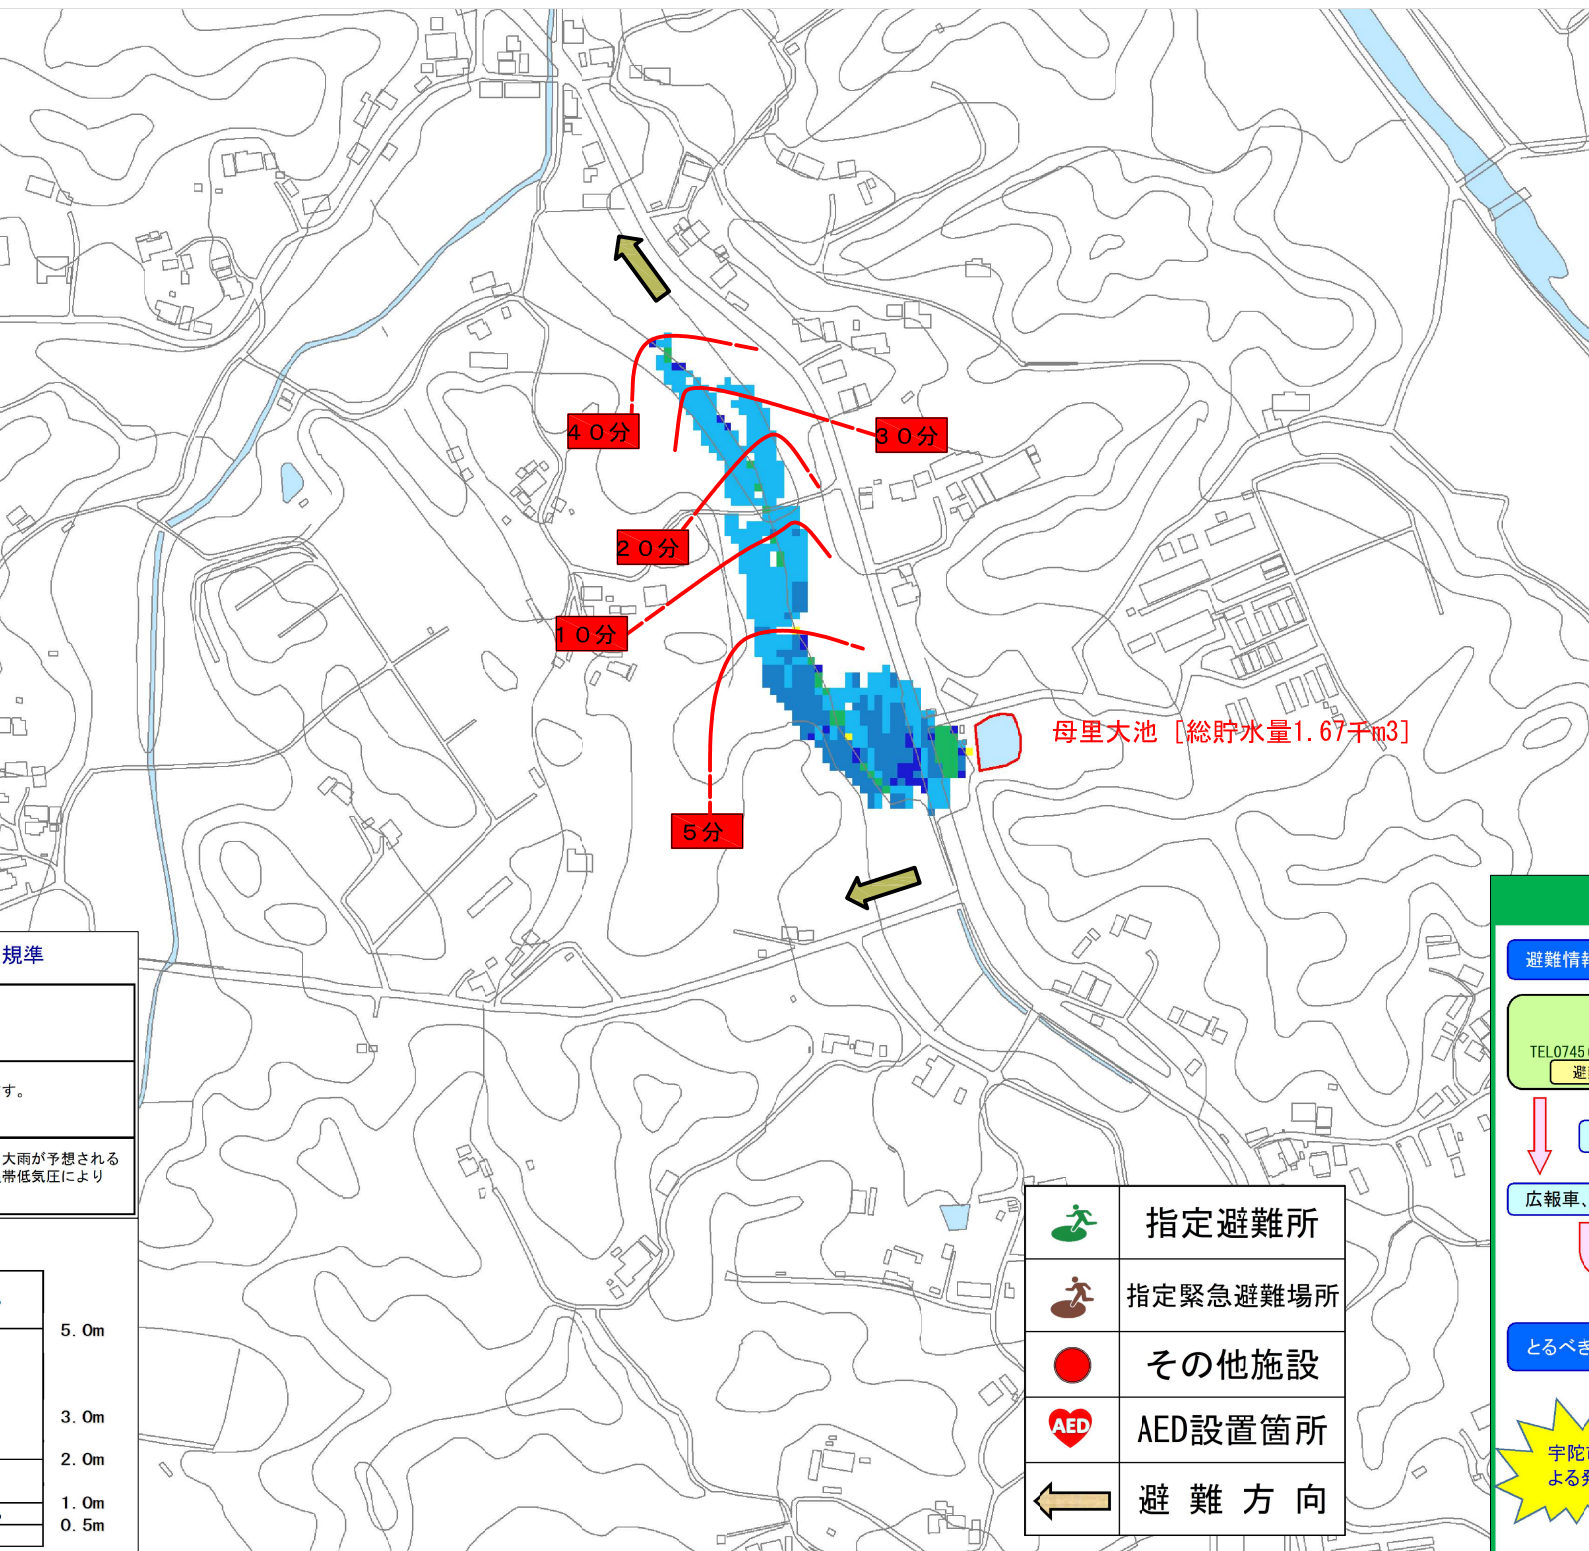 40分
30分
20分
10分
5分
母里大池 [総貯水量1.67千m3]
規準
す。
大雨が予想される
帯低気圧により
5.0m
3.0m
2.0m
1.0m
0.5m
指定避難所
指定緊急避難場所
その他施設
AED
AED設置箇所
避難方向
避難情
TEL0745
避
広報車、
とるべき
宇陀
よる